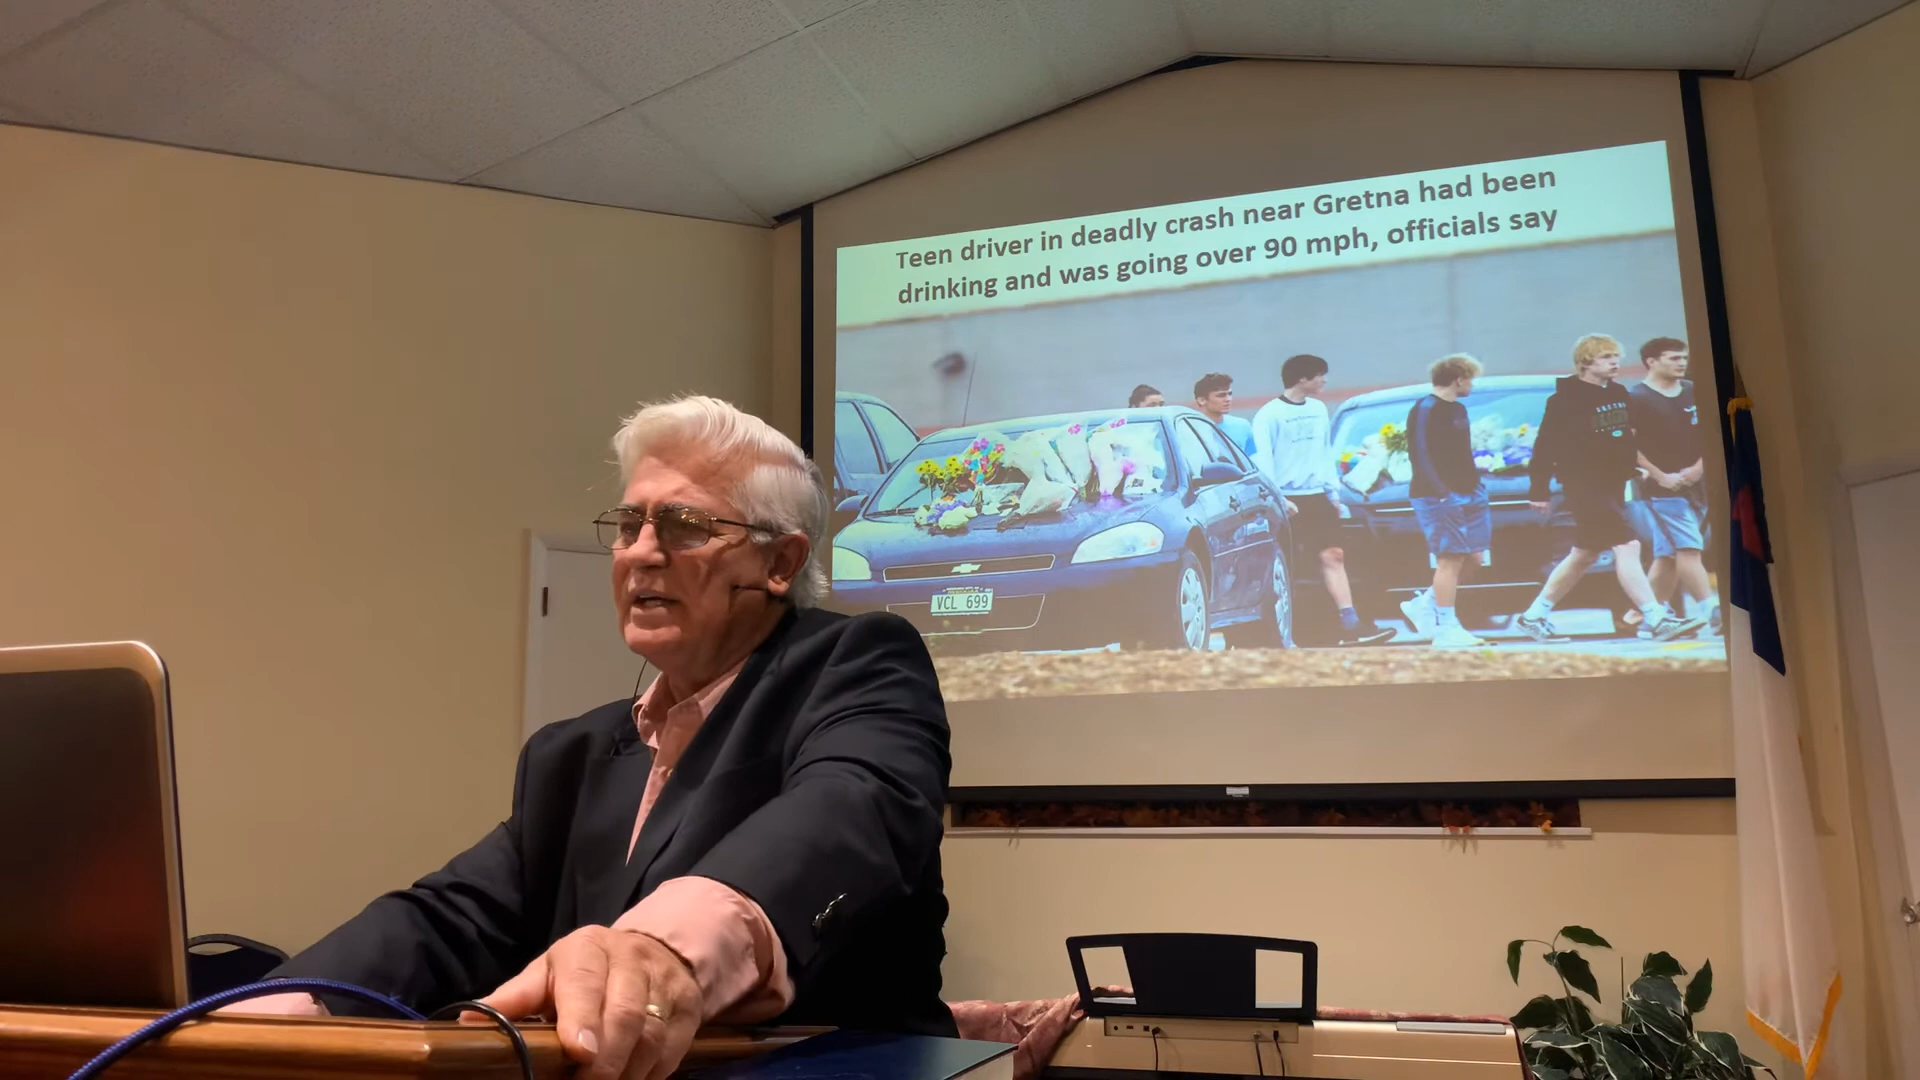 Teen driver in deadly crash near Gretna had been
drinking and was going over 90 mph, officials say
VCL 699